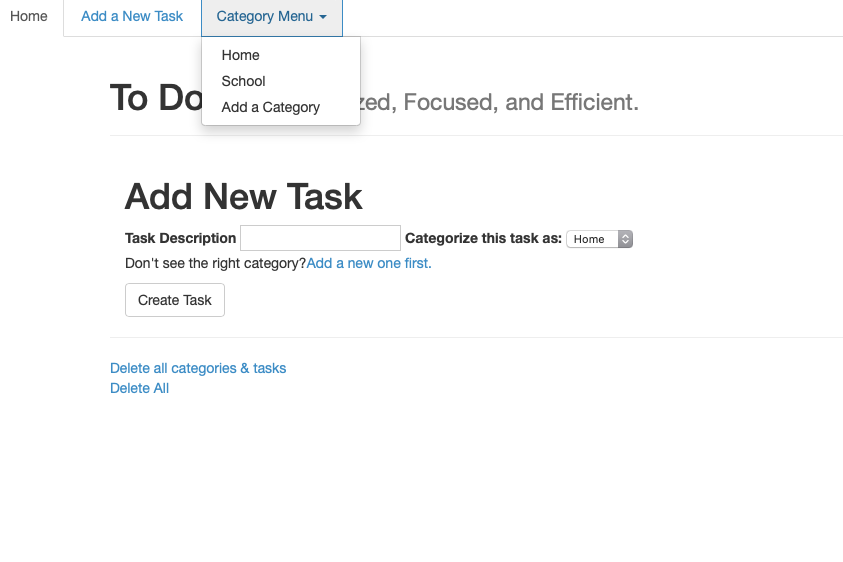 Home Add a New Task Category Menu
Home
School
Add a Category
To Do zed, Focused, and Efficient.
Add New Task
Task Description Categorize this task as: Home
Don't see the right category?Add a new one first.
Create Task
Delete all categories & tasks
Delete All